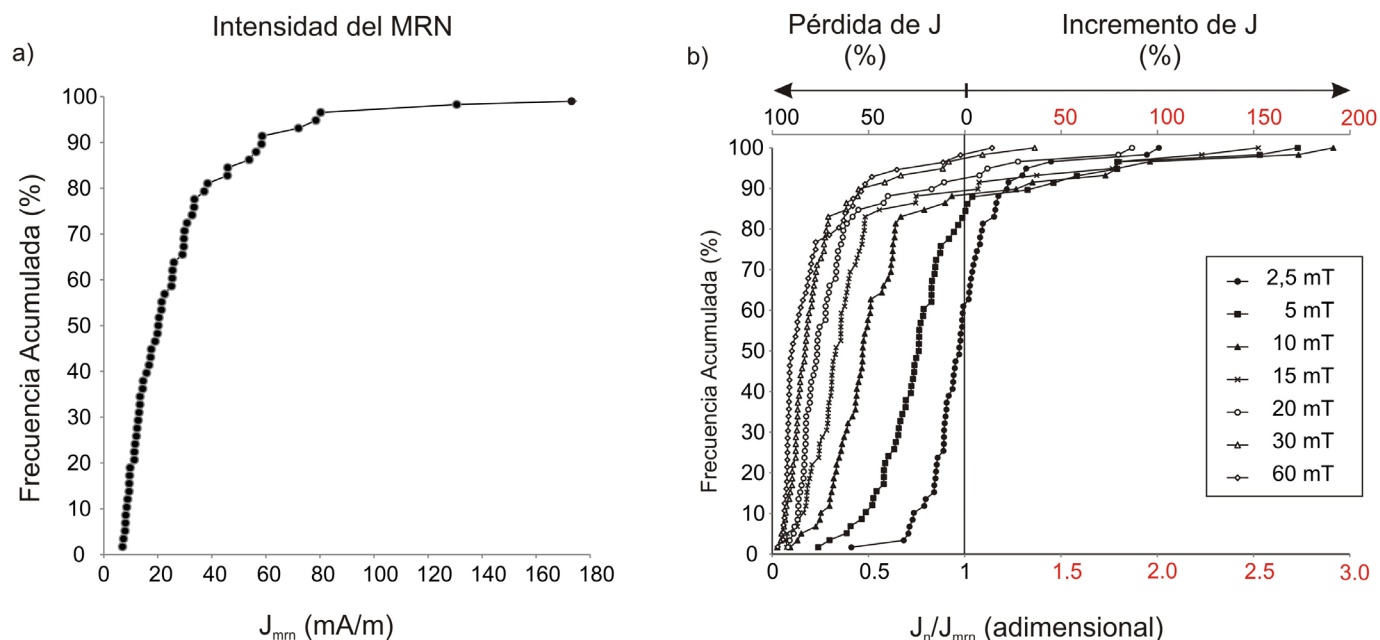 a)
Intensidad del MRN
Frecuencia Acumulada (%)
100
90
80
70
60
50
40
30
20
10
0
0 20 40 60 80 100 120 140 160 180
Jmrn (mA/m)
b)
Pérdida de J
(%)
Incremento de J
(%)
100 50 0 50 100 150 200
Frecuencia Acumulada (%)
100
90
80
70
60
50
40
30
20
10
0
2,5 mT
5 mT
10 mT
15 mT
20 mT
30 mT
60 mT
0 0.5 1 1.5 2.0 2.5 3.0
Jn/Jmrn (adimensional)